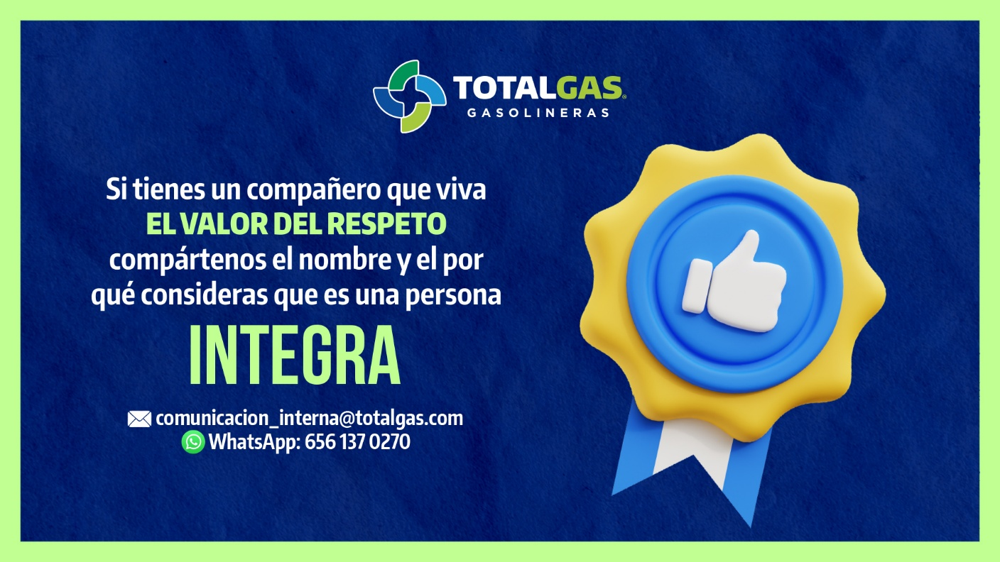 TOTALGAS®
GASOLINERAS
Si tienes un compañero que viva
EL VALOR DEL RESPETO
compártenos el nombre y el por
qué consideras que es una persona
INTEGRA
comunicacion_interna@totalgas.com
WhatsApp: 656 137 0270